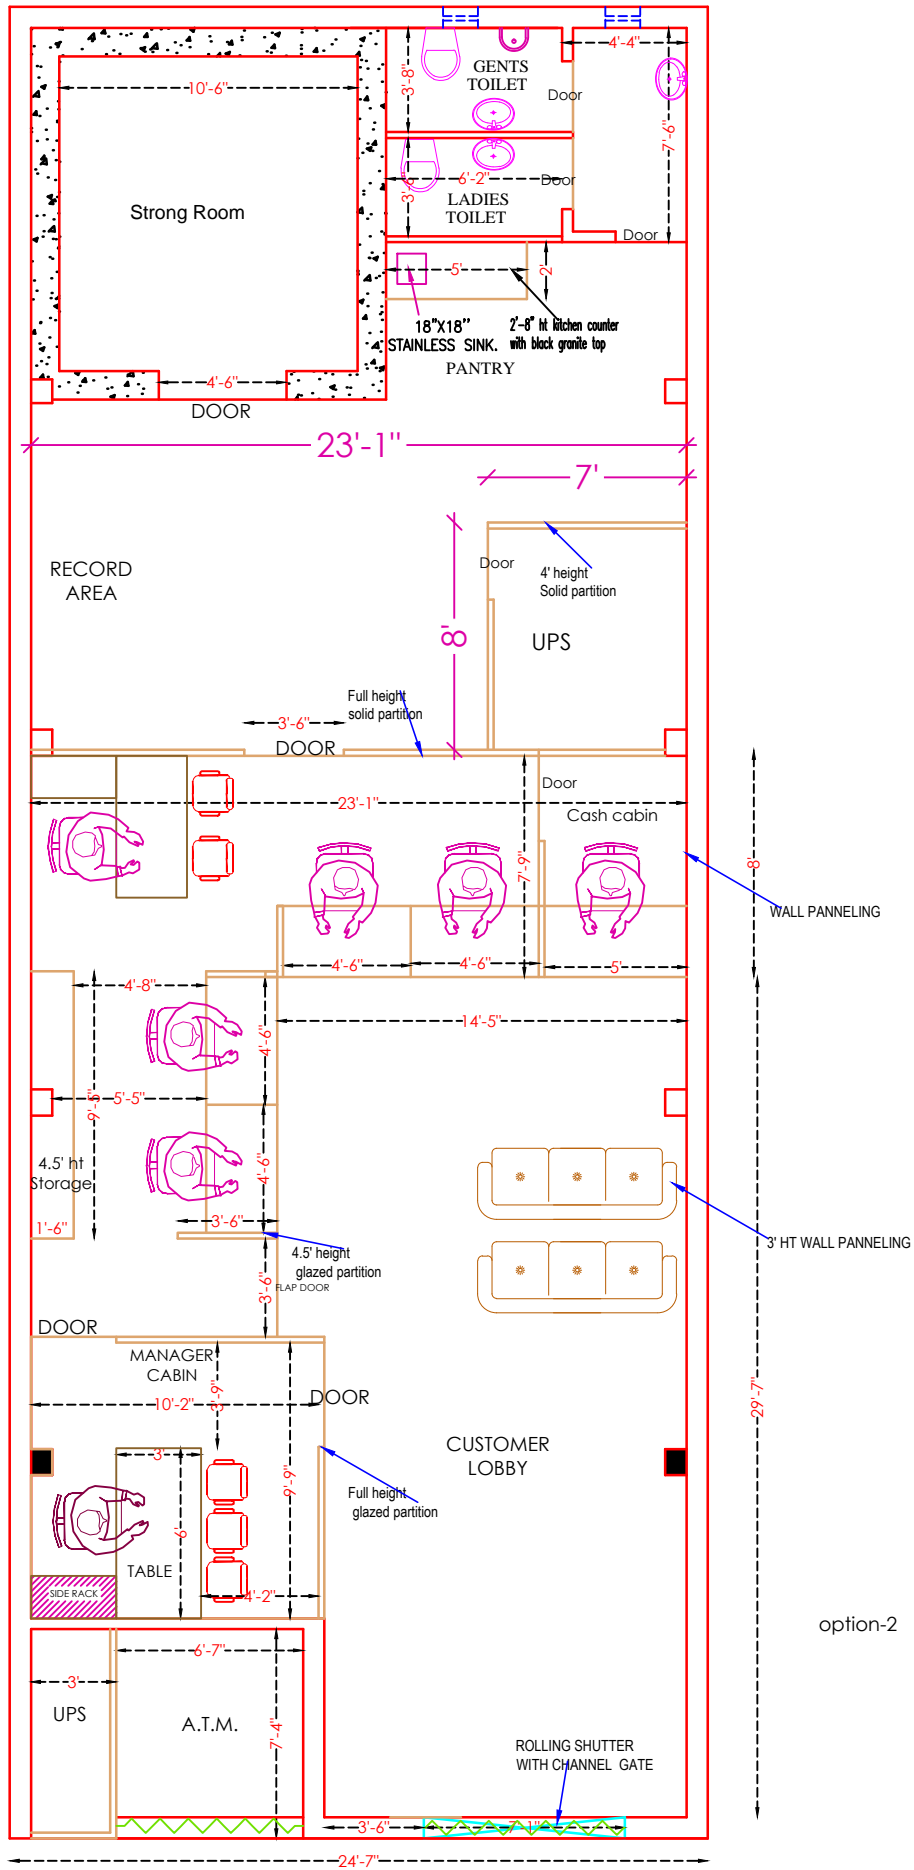 4'-4"
GENTS
TOILET
3'-8"
10'-6"
Door
7'-6"
3'-6"
6'-2"
Door
LADIES
TOILET
Strong Room
Door
5'
2'
18"X18"
STAINLESS SINK.
2'-8" ht kitchen counter
with black granite top
PANTRY
4'-6"
DOOR
23'-1"
7'
RECORD
AREA
Door
4' height
Solid partition
UPS
8'
Full height
solid partition
3'-6"
DOOR
Door
23'-1"
Cash cabin
7'-9"
8'
WALL PANNELING
4'-6"
4'-6"
5'
4'-8"
14'-5"
4'-6"
5'-5"
9'-5"
4.5' ht
Storage
4'-6"
1'-6"
3'-6"
4.5' height
glazed partition
FLAP DOOR
3'-6"
3' HT WALL PANNELING
DOOR
MANAGER
CABIN
3'-9"
10'-2"
DOOR
29'-7"
CUSTOMER
LOBBY
3'
9'-9"
Full height
glazed partition
6'
TABLE
SIDE RACK
4'-2"
option-2
6'-7"
3'
UPS
A.T.M.
7'-4"
ROLLING SHUTTER
WITH CHANNEL GATE
3'-6"
7'-1"
24'-7"